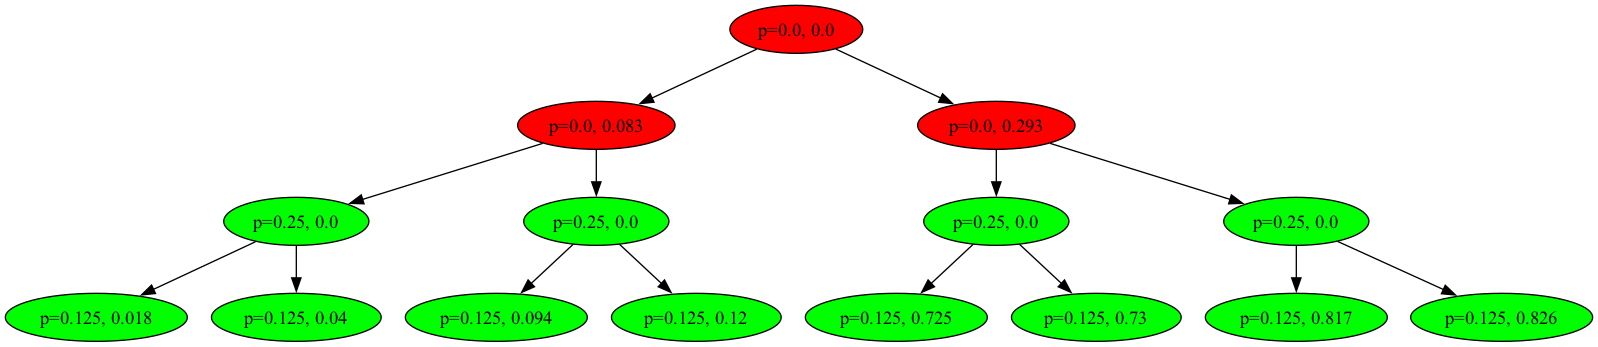 p=0.0, 0.0
p=0.0, 0.083
p=0.0, 0.293
p=0.25, 0.0
p=0.25, 0.0
p=0.25, 0.0
p=0.25, 0.0
p=0.125, 0.018
p=0.125, 0.04
p=0.125, 0.094
p=0.125, 0.12
p=0.125, 0.725
p=0.125, 0.73
p=0.125, 0.817
p=0.125, 0.826